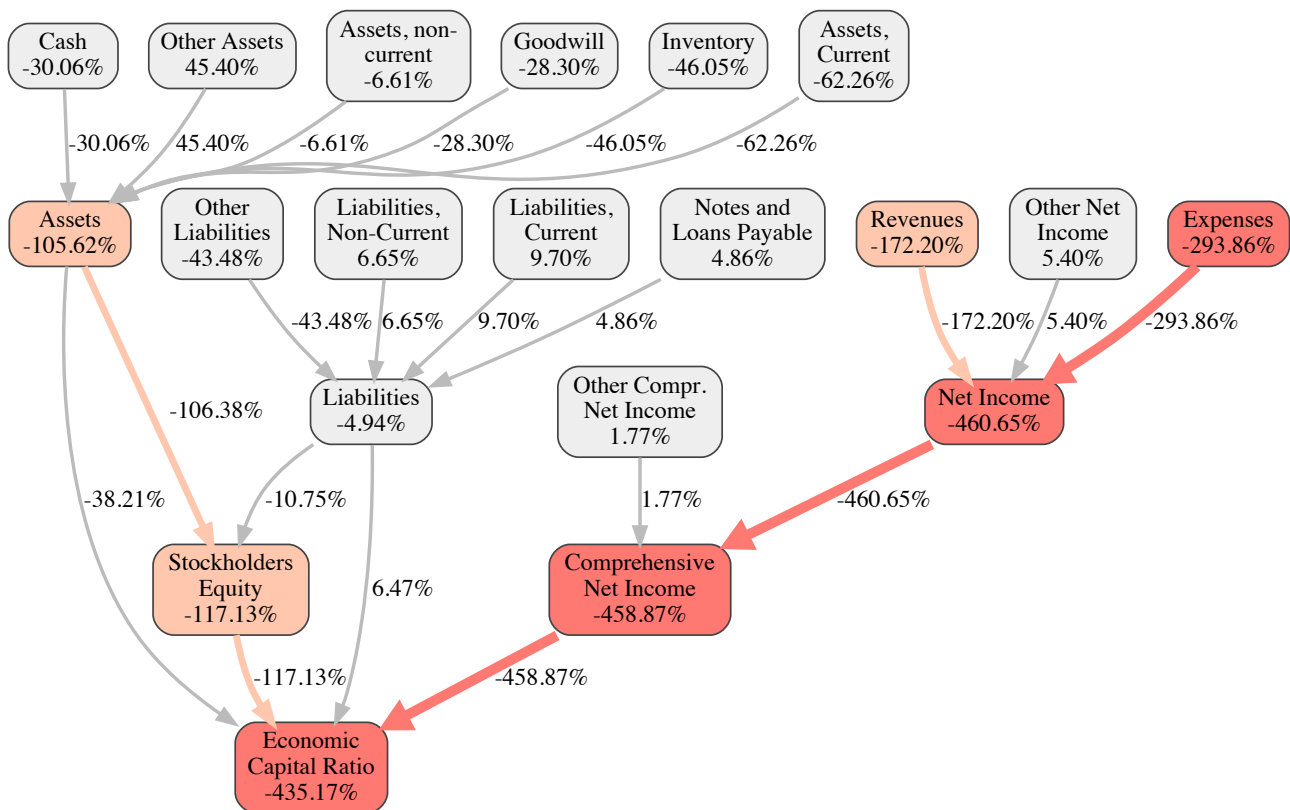 Cash
-30.06%
Other Assets
45.40%
Assets, non-
current
-6.61%
Goodwill
-28.30%
Inventory
-46.05%
Assets,
Current
-62.26%
-30.06%
45.40%
-6.61%
-28.30%
-46.05%
-62.26%
Assets
-105.62%
Other
Liabilities
-43.48%
Liabilities,
Non-Current
6.65%
Liabilities,
Current
9.70%
Notes and
Loans Payable
4.86%
Revenues
-172.20%
Other Net
Income
5.40%
Expenses
-293.86%
-43.48%
6.65%
9.70%
4.86%
-172.20%
5.40%
-293.86%
-106.38%
Liabilities
-4.94%
Other Compr.
Net Income
1.77%
Net Income
-460.65%
-38.21%
-10.75%
1.77%
-460.65%
Stockholders
Equity
-117.13%
6.47%
Comprehensive
Net Income
-458.87%
-117.13%
-458.87%
Economic
Capital Ratio
-435.17%